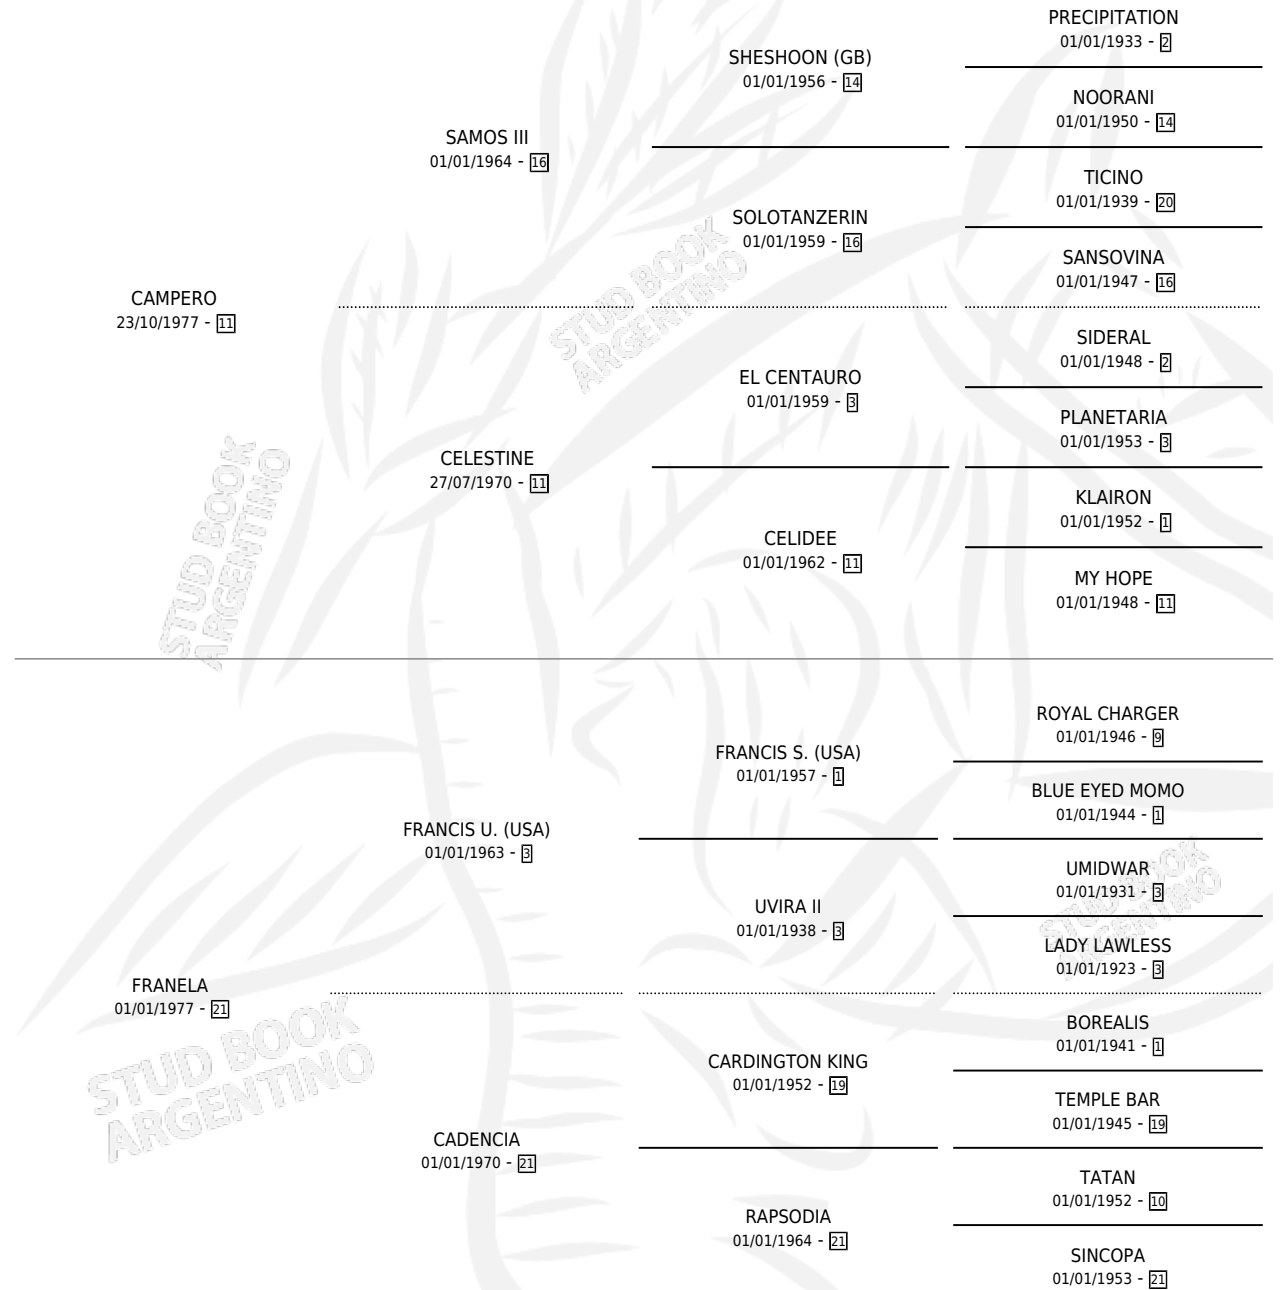 PRECIPITATION
01/01/1933 - 2
SHESHOON (GB)
01/01/1956 - 14
NOORANI
01/01/1950 - 14
SAMOS III
01/01/1964 - 16
TICINO
01/01/1939 - 20
SOLOTANZERIN
01/01/1959 - 16
SANSOVINA
01/01/1947 - 16
CAMPERO
23/10/1977 - 11
SIDERAL
01/01/1948 - 2
EL CENTAURO
01/01/1959 - 3
PLANETARIA
01/01/1953 - 3
CELESTINE
27/07/1970 - 11
KLAIRON
01/01/1952 - 1
CELIDEE
01/01/1962 - 11
MY HOPE
01/01/1948 - 11
ROYAL CHARGER
01/01/1946 - 9
FRANCIS S. (USA)
01/01/1957 - 1
BLUE EYED MOMO
01/01/1944 - 1
FRANCIS U. (USA)
01/01/1963 - 3
UMIDWAR
01/01/1931 - 3
UVIRA II
01/01/1938 - 3
LADY LAWLESS
01/01/1923 - 3
FRANELA
01/01/1977 - 21
BOREALIS
01/01/1941 - 1
CARDINGTON KING
01/01/1952 - 19
TEMPLE BAR
01/01/1945 - 19
CADENCIA
01/01/1970 - 21
TATAN
01/01/1952 - 10
RAPSODIA
01/01/1964 - 21
SINCOPA
01/01/1953 - 21
STUD BOOK
ARGENTINO
STUD BOOK
ARGENTINO
STUD BOOK
ARGENTINO
STUD BOOK
ARGENTINO